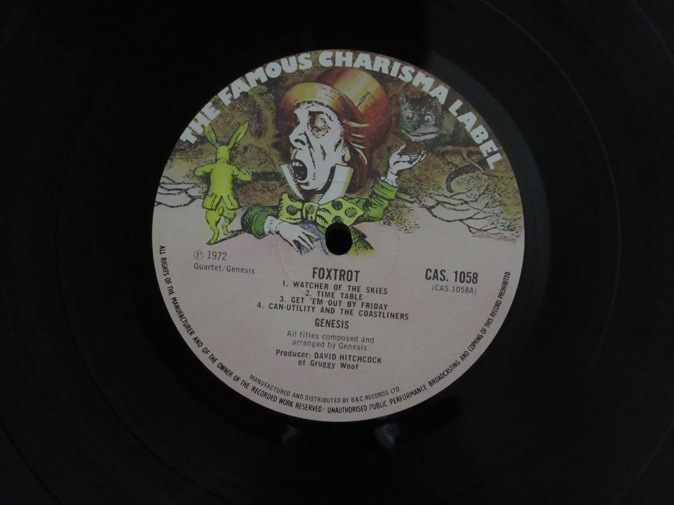 THE FAMOUS CHARISMA LABEL
℗ 1972
Quartet/Genesis
FOXTROT
CAS. 1058
(CAS.1058A)
1. WATCHER OF THE SKIES
2. TIME TABLE
3. GET 'EM OUT BY FRIDAY
4. CAN-UTILITY AND THE COASTLINERS
GENESIS
All titles composed and
arranged by Genesis
Producer: DAVID HITCHCOCK
of Gruggy Woof
MANUFACTURED AND DISTRIBUTED BY B&C RECORDS, LTD.
ALL RIGHTS OF THE MANUFACTURER AND OF THE OWNER OF THE RECORDED WORK RESERVED · UNAUTHORISED PUBLIC PERFORMANCE BROADCASTING AND COPYING OF THIS RECORD PROHIBITED